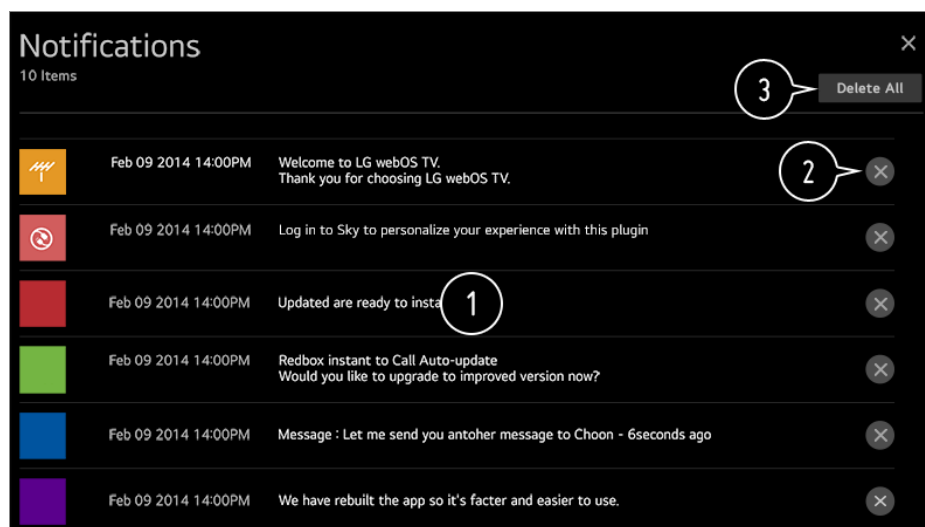 Notifications
10 Items
3
Delete All
Feb 09 2014 14:00PM
Welcome to LG webOS TV.
Thank you for choosing LG webOS TV.
2
Feb 09 2014 14:00PM
Log in to Sky to personalize your experience with this plugin
Feb 09 2014 14:00PM
Updated are ready to insta
1
Feb 09 2014 14:00PM
Redbox instant to Call Auto-update
Would you like to upgrade to improved version now?
Feb 09 2014 14:00PM
Message : Let me send you antoher message to Choon - 6seconds ago
Feb 09 2014 14:00PM
We have rebuilt the app so it's facter and easier to use.